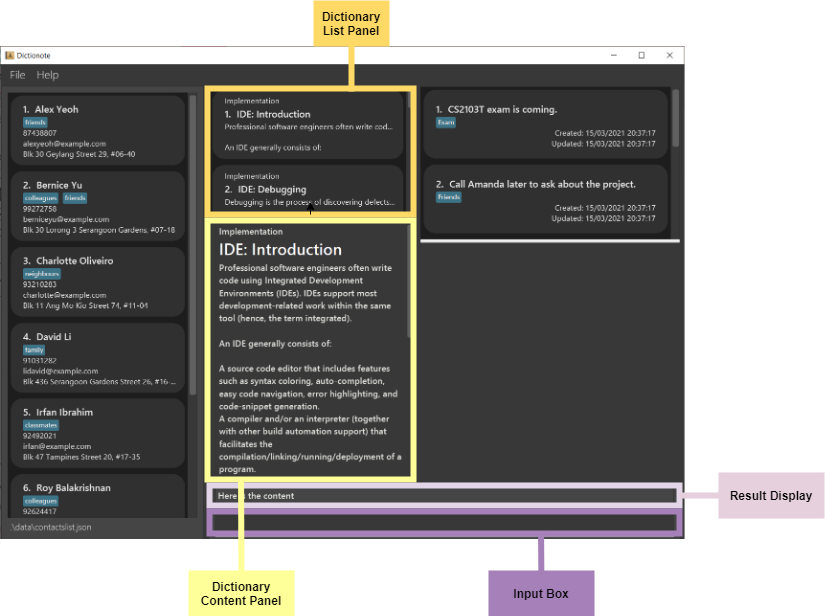 Dictionary
List Panel
Dictionote
File Help
1. Alex Yeoh
friends
87438807
alexyeoh@example.com
Blk 30 Geylang Street 29, #06-40
2. Bernice Yu
colleagues friends
99272758
berniceyu@example.com
Blk 30 Lorong 3 Serangoon Gardens, #07-18
3. Charlotte Oliveiro
neighbours
93210283
charlotte@example.com
Blk 11 Ang Mo Kio Street 74, #11-04
4. David Li
family
91031282
lidavid@example.com
Blk 436 Serangoon Gardens Street 26, #16-...
5. Irfan Ibrahim
classmates
92492021
irfan@example.com
Blk 47 Tampines Street 20, #17-35
6. Roy Balakrishnan
colleagues
92624417
.\data\contactslist.json
Implementation
1. IDE: Introduction
Professional software engineers often write cod...
An IDE generally consists of:
Implementation
2. IDE: Debugging
Debugging is the process of discovering defects...
Implementation
IDE: Introduction
Professional software engineers often write
code using Integrated Development
Environments (IDEs). IDEs support most
development-related work within the same
tool (hence, the term integrated).
An IDE generally consists of:
A source code editor that includes features
such as syntax coloring, auto-completion,
easy code navigation, error highlighting, and
code-snippet generation.
A compiler and/or an interpreter (together
with other build automation support) that
facilitates the
compilation/linking/running/deployment of a
program.
1. CS2103T exam is coming.
Exam
Created: 15/03/2021 20:37:17
Updated: 15/03/2021 20:37:17
2. Call Amanda later to ask about the project.
Friends
Created: 15/03/2021 20:37:17
Updated: 15/03/2021 20:37:17
Here is the content
Result Display
Dictionary
Content Panel
Input Box